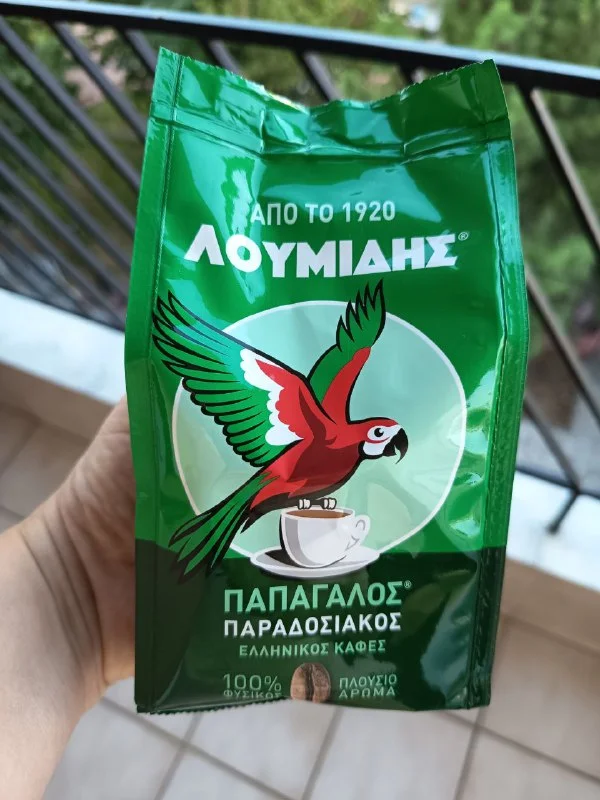 ΑΠΟ ΤΟ 1920
ΛΟΥΜΙΔΗΣ®
ΠΑΠΑΓΑΛΟΣ®
ΠΑΡΑΔΟΣΙΑΚΟΣ
ΕΛΛΗΝΙΚΟΣ ΚΑΦΕΣ
100% ΠΛΟΥΣΙΟ
ΦΥΣΙΚΟΣ ΑΡΩΜΑ